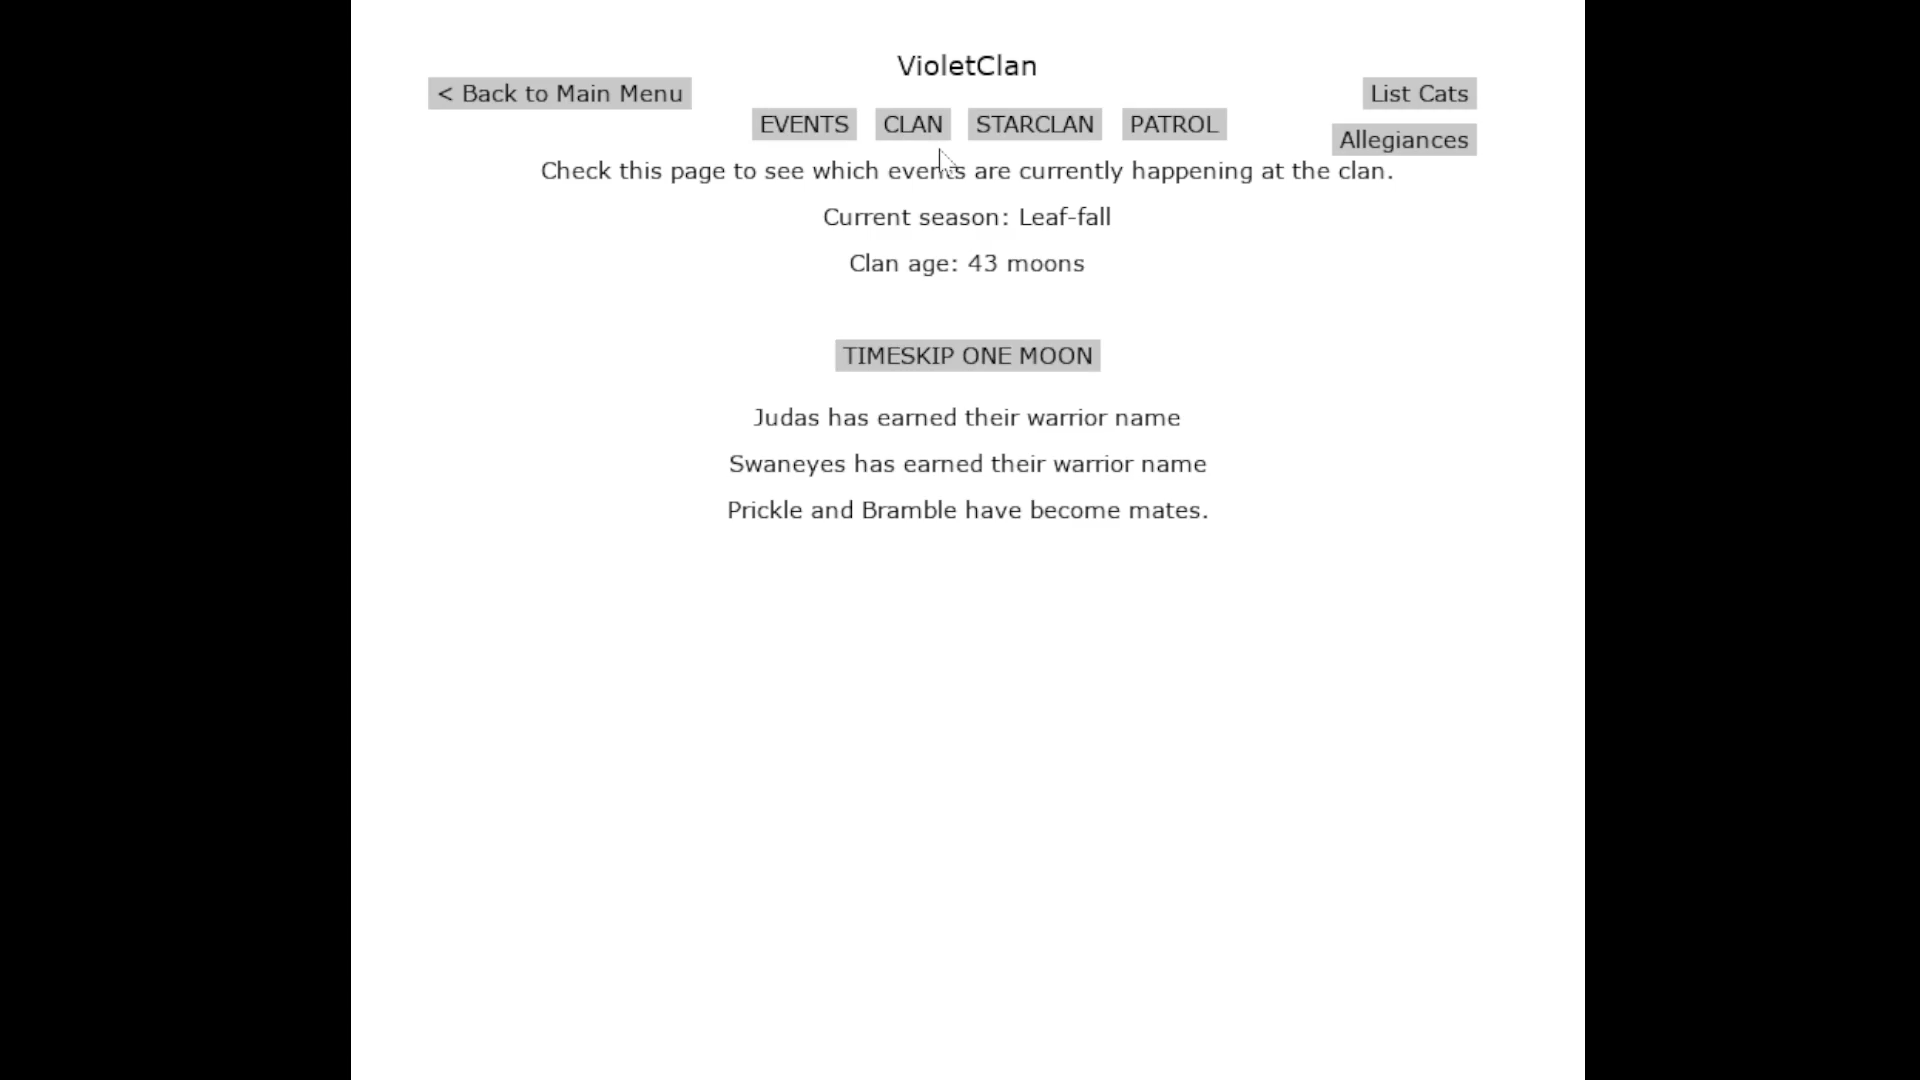 VioletClan
< Back to Main Menu
List Cats
EVENTS CLAN STARCLAN PATROL
Allegiances
Check this page to see which events are currently happening at the clan.
Current season: Leaf-fall
Clan age: 43 moons
TIMESKIP ONE MOON
Judas has earned their warrior name
Swaneyes has earned their warrior name
Prickle and Bramble have become mates.